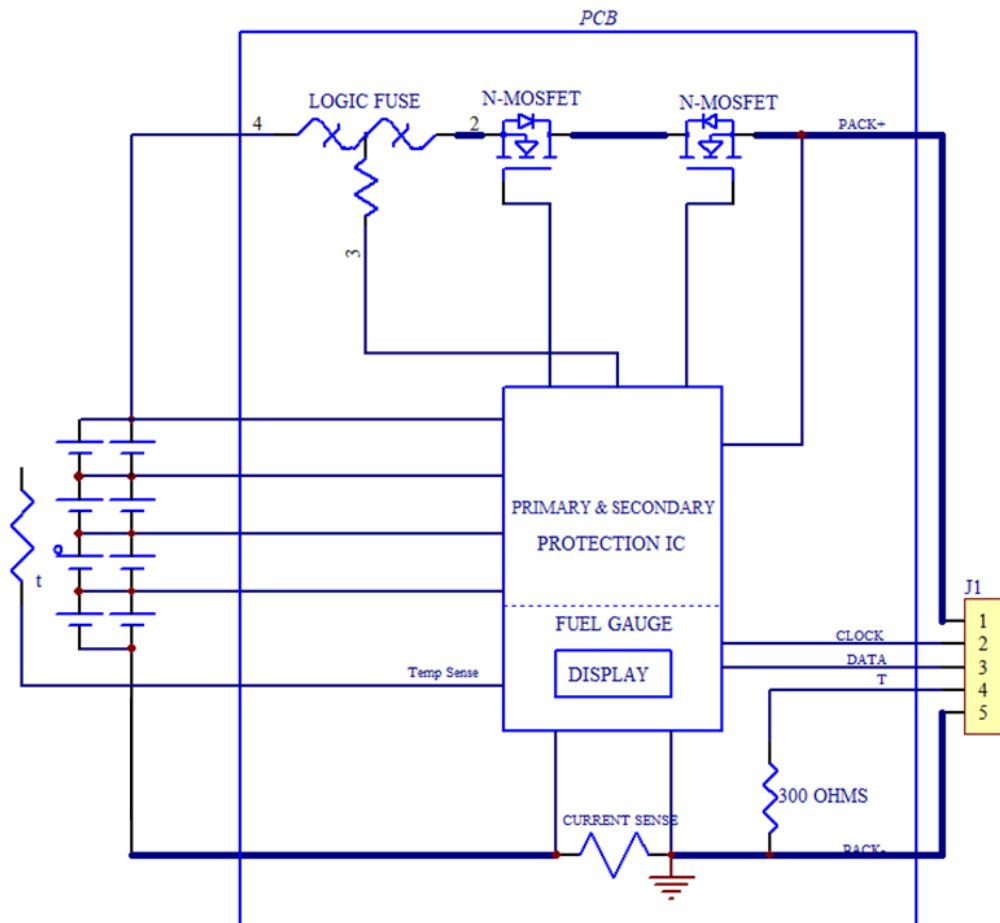 PCB
LOGIC FUSE
N-MOSFET
N-MOSFET
4
2
PACK+
3
PRIMARY & SECONDARY
PROTECTION IC
t
J1
FUEL GAUGE
1
CLOCK
2
DATA
3
Temp Sense
DISPLAY
T
4
5
300 OHMS
CURRENT SENSE
PACK-